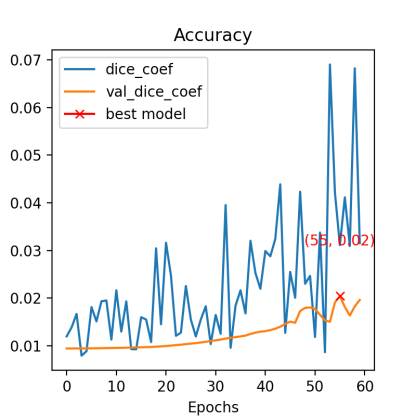 Accuracy
0.07
0.06
0.05
0.04
0.03
0.02
0.01
dice_coef
val_dice_coef
best model
(55, 0.02)
0 10 20 30 40 50 60
Epochs